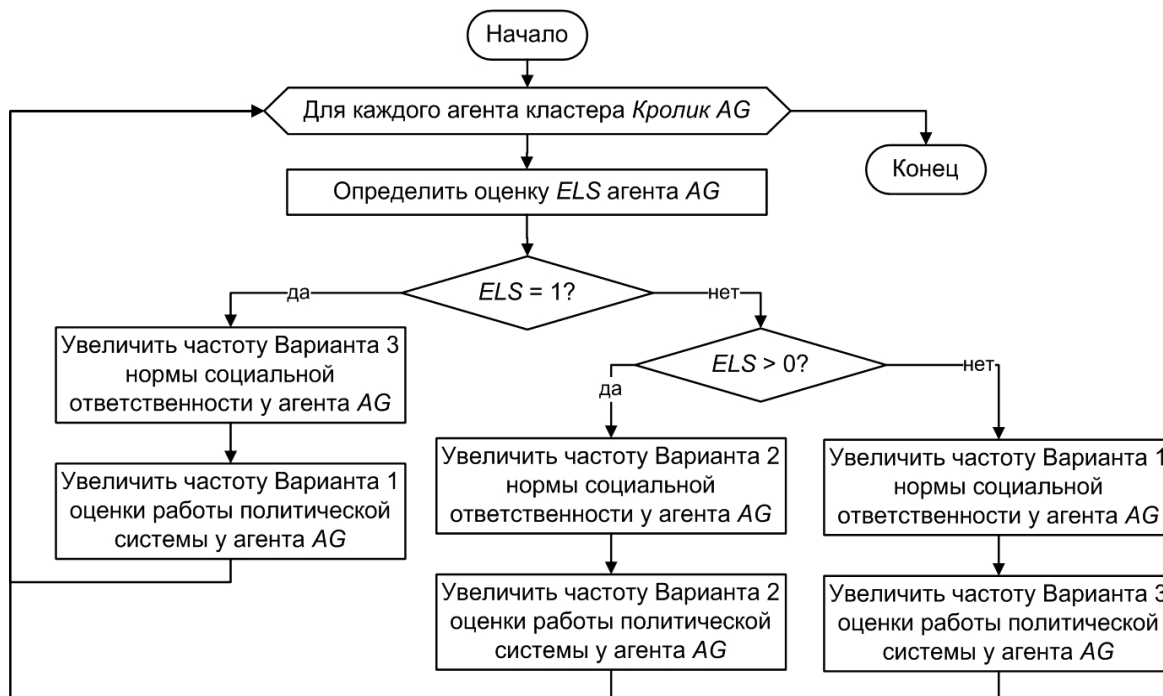 Начало
Для каждого агента кластера Кролик AG
Конец
Определить оценку ELS агента AG
ELS = 1?
да
нет
Увеличить частоту Варианта 3
нормы социальной
ответственности у агента AG
ELS > 0?
да
нет
Увеличить частоту Варианта 1
оценки работы политической
системы у агента AG
Увеличить частоту Варианта 2
нормы социальной
ответственности у агента AG
Увеличить частоту Варианта 1
нормы социальной
ответственности у агента AG
Увеличить частоту Варианта 2
оценки работы политической
системы у агента AG
Увеличить частоту Варианта 3
оценки работы политической
системы у агента AG